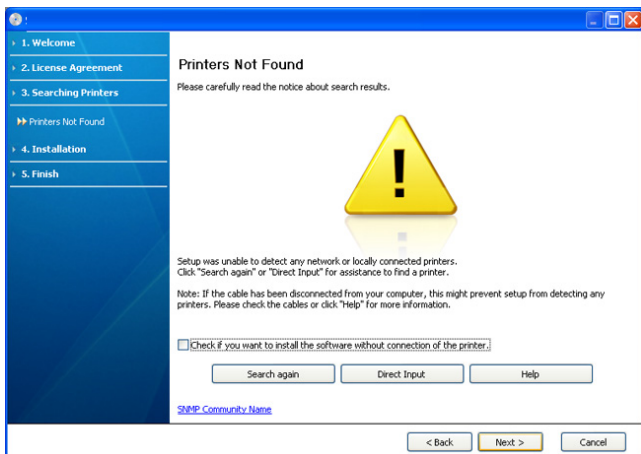 1. Welcome
2. License Agreement
3. Searching Printers
Printers Not Found
4. Installation
5. Finish
Printers Not Found
Please carefully read the notice about search results.
Setup was unable to detect any network or locally connected printers.
Click "Search again" or "Direct Input" for assistance to find a printer.
Note: If the cable has been disconnected from your computer, this might prevent setup from detecting any
printers. Please check the cables or click "Help" for more information.
Check if you want to install the software without connection of the printer.
Search again
Direct Input
Help
SNMP Community Name
< Back
Next >
Cancel